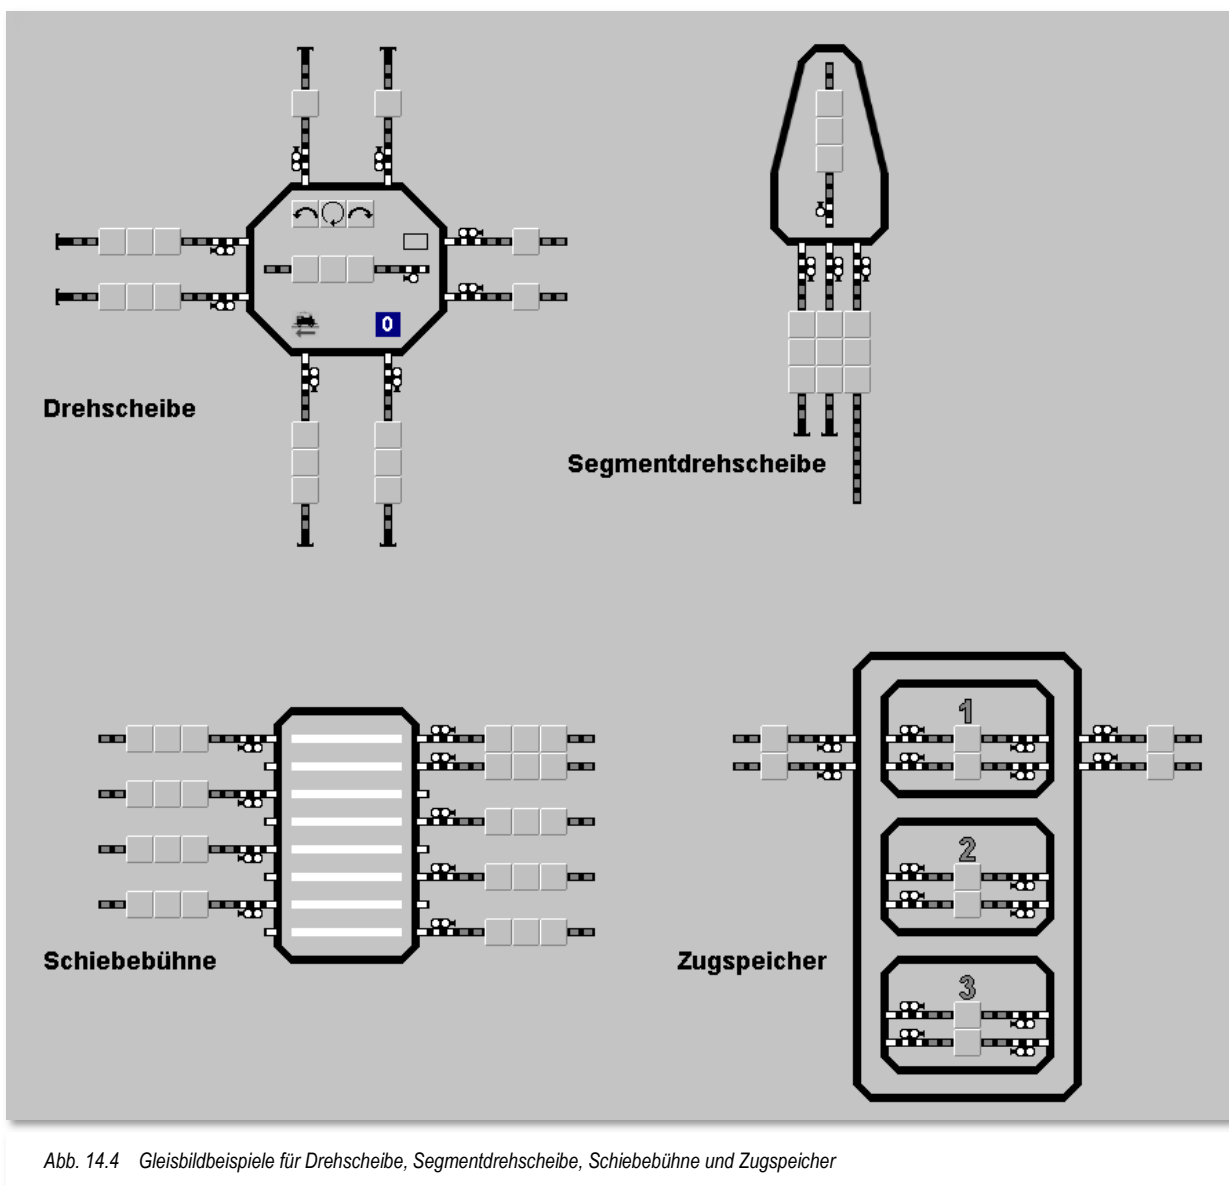 0
Drehscheibe
Segmentdrehscheibe
1
2
Schiebebühne
Zugspeicher
3
Abb. 14.4 Gleisbildbeispiele für Drehscheibe, Segmentdrehscheibe, Schiebebühne und Zugspeicher